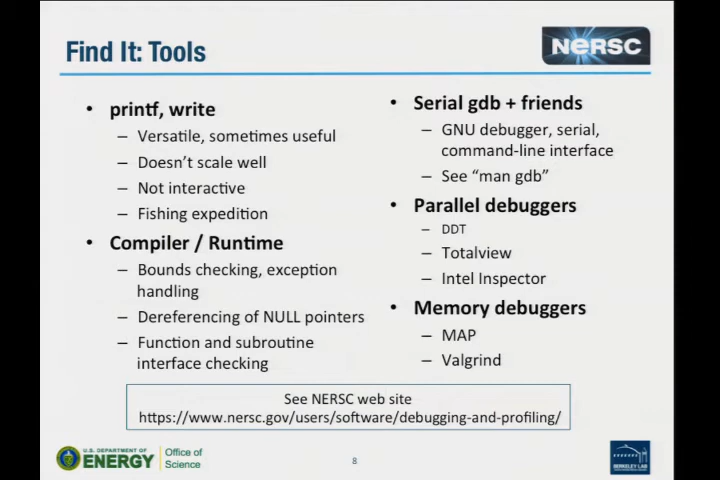 Find It: Tools
NERSC
• printf, write
– Versatile, sometimes useful
– Doesn't scale well
– Not interactive
– Fishing expedition
• Compiler / Runtime
– Bounds checking, exception
handling
– Dereferencing of NULL pointers
– Function and subroutine
interface checking
• Serial gdb + friends
– GNU debugger, serial,
command-line interface
– See “man gdb”
• Parallel debuggers
– DDT
– Totalview
– Intel Inspector
• Memory debuggers
– MAP
– Valgrind
See NERSC web site
https://www.nersc.gov/users/software/debugging-and-profiling/
U.S. DEPARTMENT OF
ENERGY
Office of
Science
8
BERKELEY LAB